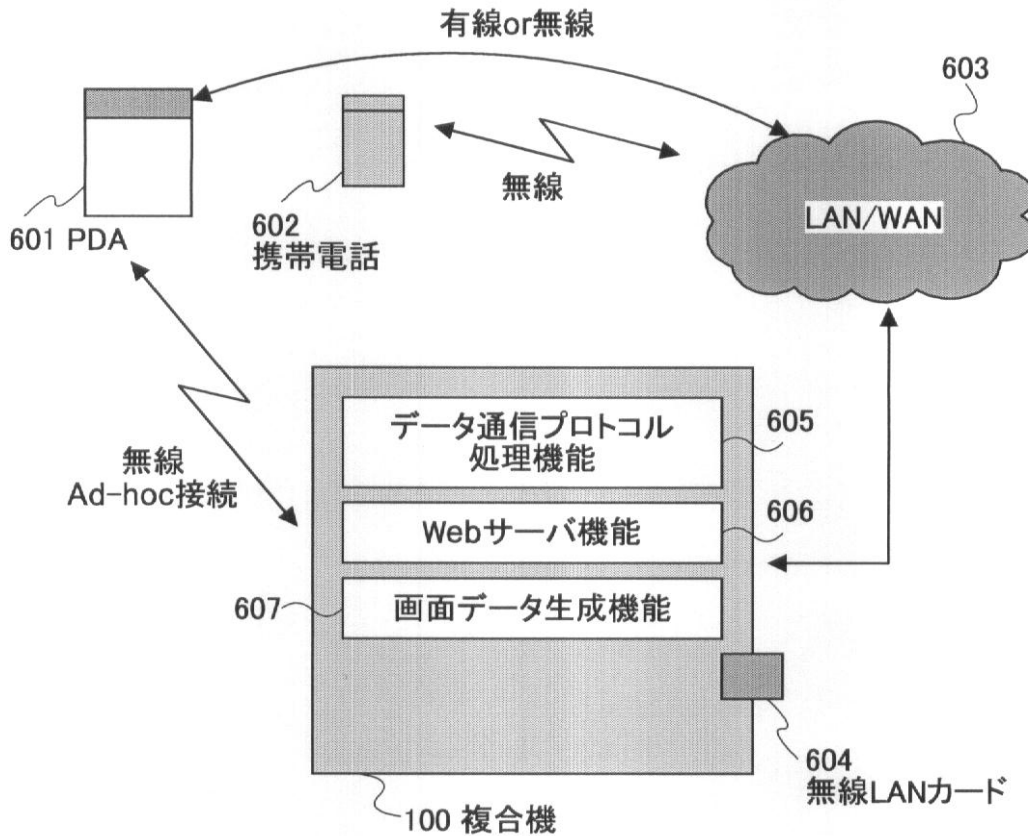 有線or無線
603
無線
LAN/WAN
601 PDA
602
携帯電話
無線
Ad-hoc接続
データ通信プロトコル
処理機能
605
Webサーバ機能
606
607
画面データ生成機能
604
無線LANカード
100 複合機